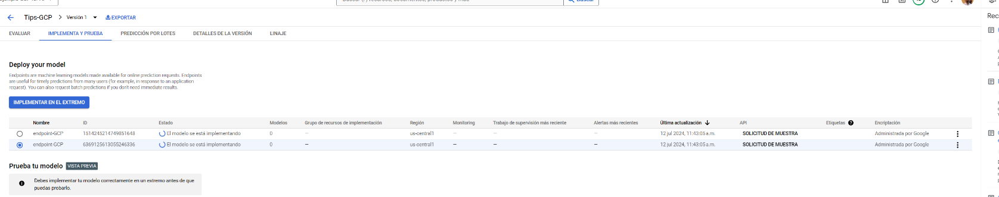 Buscar
Tips-GCP
Versión 1
EXPORTAR
Rec
EVALUAR
IMPLEMENTA Y PRUEBA
PREDICCIÓN POR LOTES
DETALLES DE LA VERSIÓN
LINAJE
Deploy your model
Endpoints are machine learning models made available for online prediction requests. Endpoints
are useful for timely predictions from many users (for example, in response to an application
request). You can also request batch predictions if you don't need immediate results.
IMPLEMENTAR EN EL EXTREMO
Nombre ID Estado Modelos Grupo de recursos de implementación Región Monitoring Trabajo de supervisión más reciente Alertas más recientes Última actualización API Etiquetas Encriptación
endpoint-GCP 1514245214749851648 El modelo se está implementando 0 — us-central1 — — — 12 jul 2024, 11:43:05 a.m. SOLICITUD DE MUESTRA Administrada por Google
endpoint-GCP 6369125613055246336 El modelo se está implementando 0 — us-central1 — — — 12 jul 2024, 11:43:05 a.m. SOLICITUD DE MUESTRA Administrada por Google
Prueba tu modelo VISTA PREVIA
Debes implementar tu modelo correctamente en un extremo antes de que
puedas probarlo.